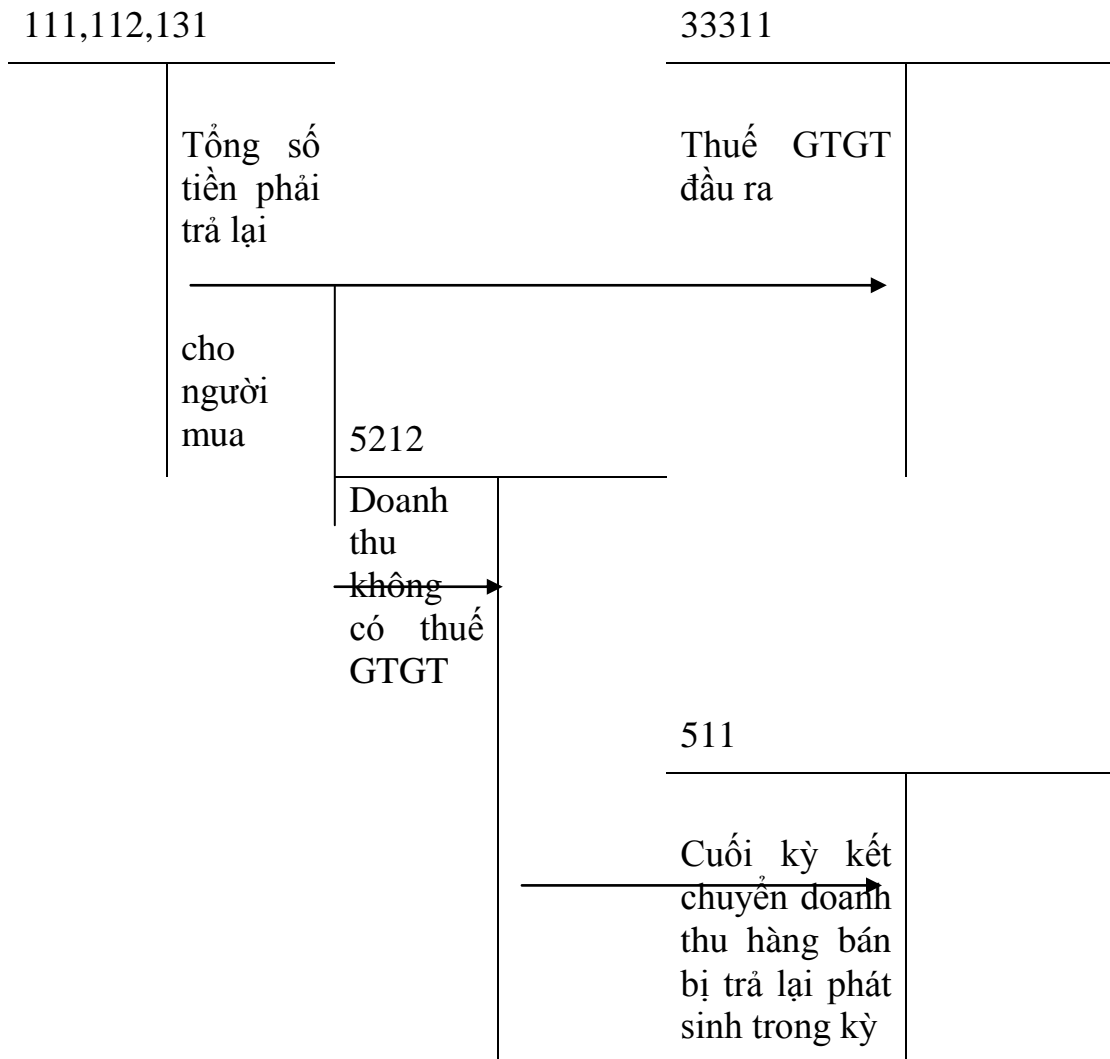 111,112,131
33311
Tổng số
tiền phải
trả lại
Thuế GTGT
đầu ra
cho
người
mua
5212
Doanh
thu
không
có thuế
GTGT
511
Cuối kỳ kết
chuyển doanh
thu hàng bán
bị trả lại phát
sinh trong kỳ